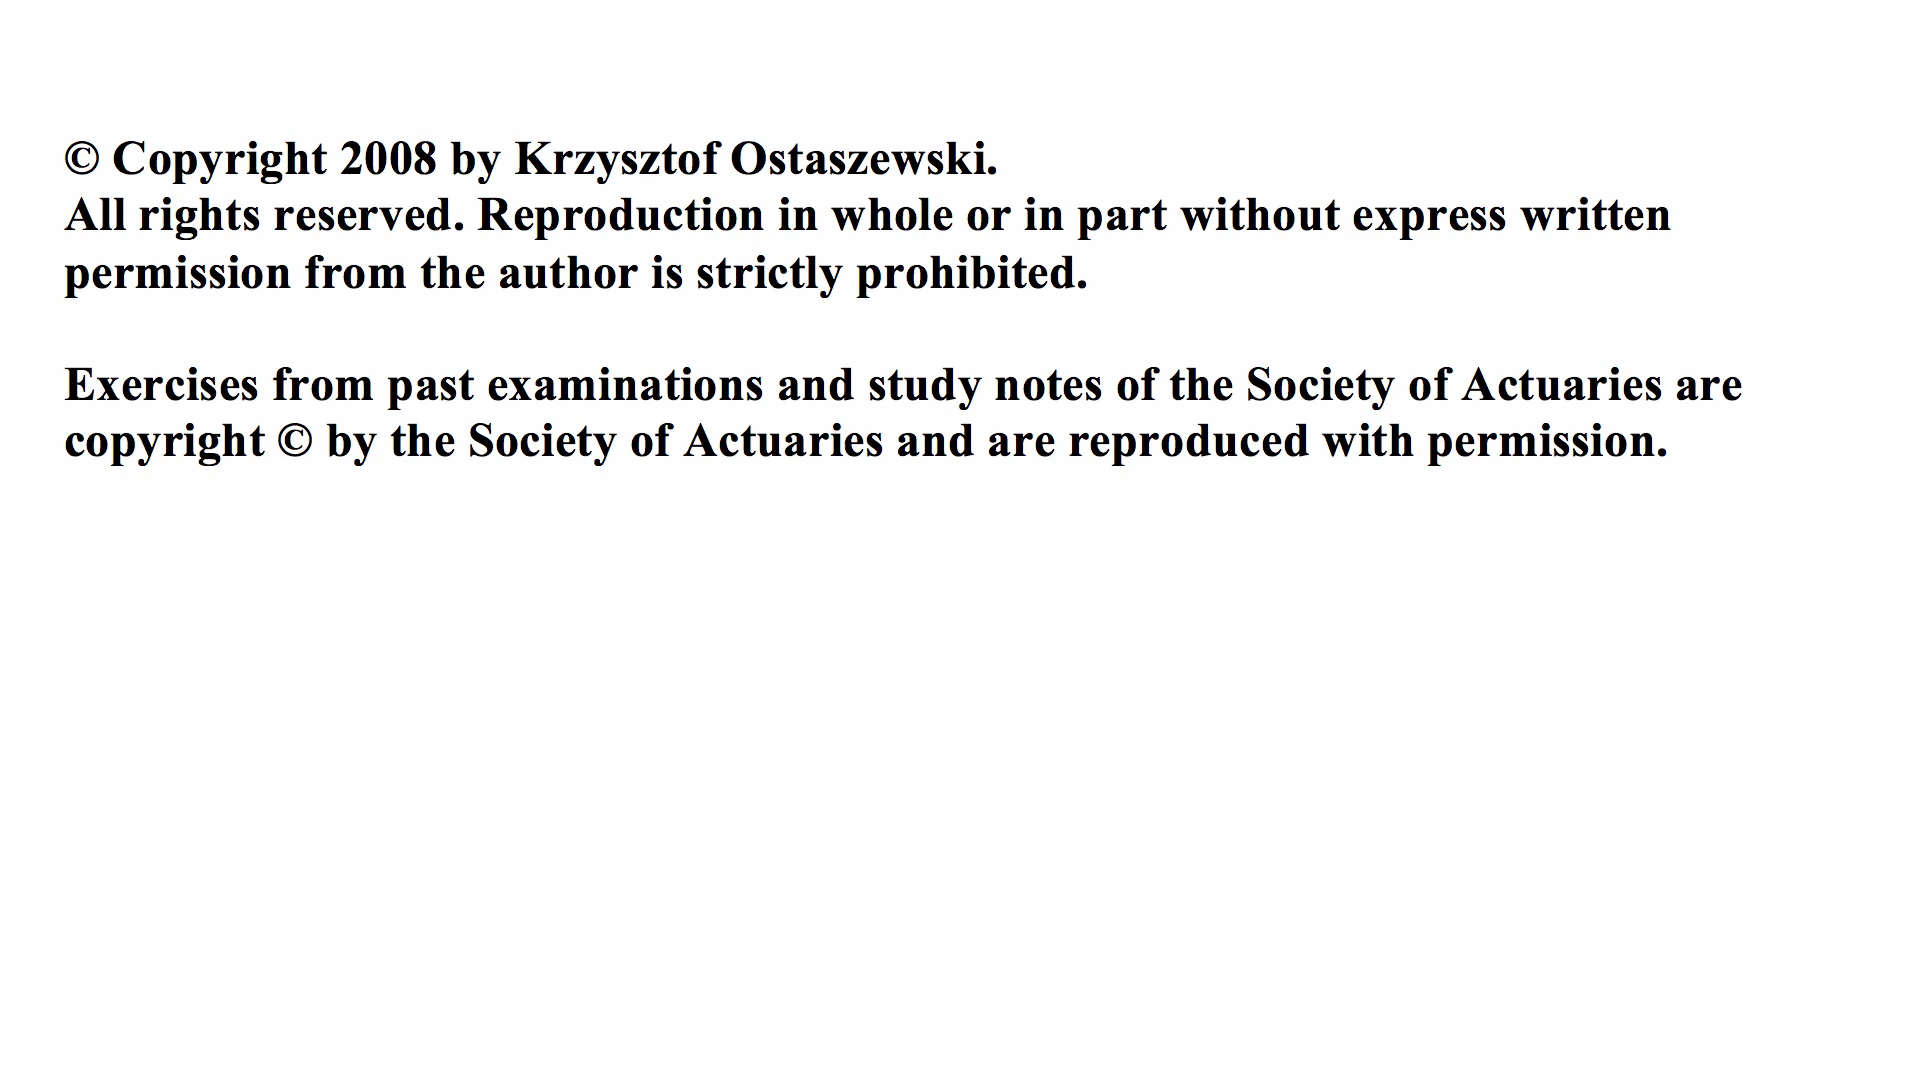 © Copyright 2008 by Krzysztof Ostaszewski.
All rights reserved. Reproduction in whole or in part without express written
permission from the author is strictly prohibited.
Exercises from past examinations and study notes of the Society of Actuaries are
copyright © by the Society of Actuaries and are reproduced with permission.